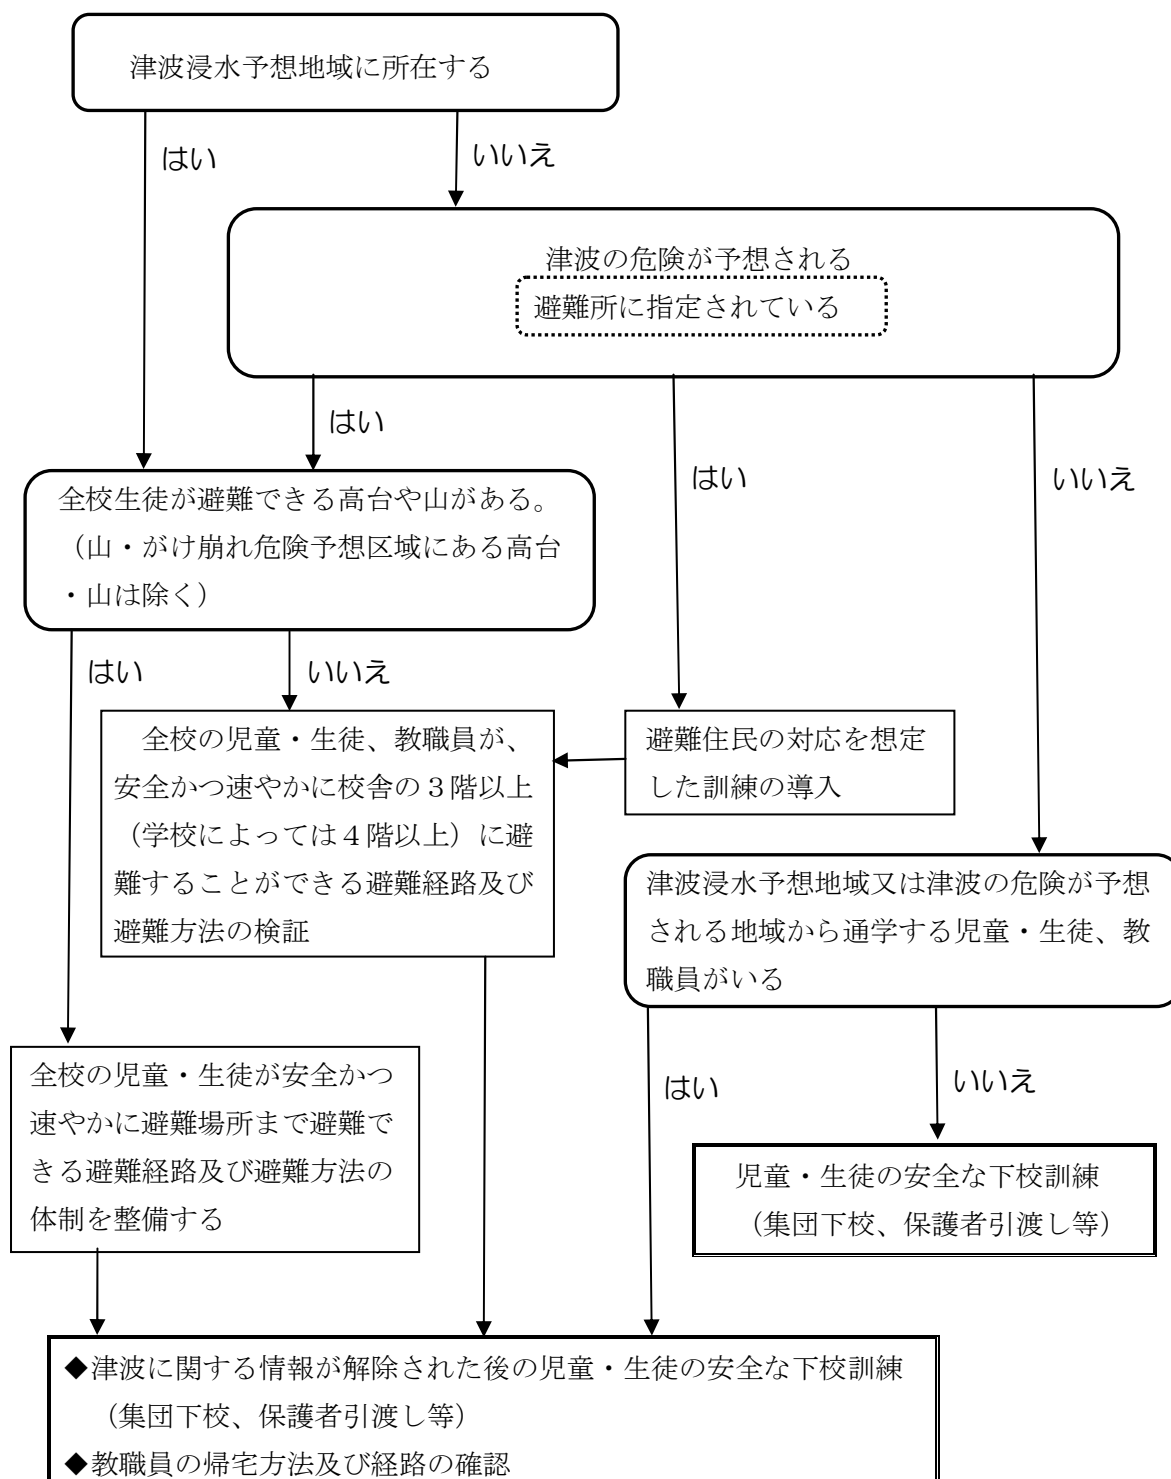 津波浸水予想地域に所在する
はい
いいえ
津波の危険が予想される
避難所に指定されている
はい
はい
いいえ
全校生徒が避難できる高台や山がある。
（山・がけ崩れ危険予想区域にある高台
・山は除く）
はい
いいえ
全校の児童・生徒、教職員が、
安全かつ速やかに校舎の３階以上
（学校によっては４階以上）に避
難することができる避難経路及び
避難方法の検証
避難住民の対応を想定
した訓練の導入
津波浸水予想地域又は津波の危険が予想
される地域から通学する児童・生徒、教
職員がいる
全校の児童・生徒が安全かつ
速やかに避難場所まで避難で
きる避難経路及び避難方法の
体制を整備する
はい
いいえ
児童・生徒の安全な下校訓練
（集団下校、保護者引渡し等）
◆津波に関する情報が解除された後の児童・生徒の安全な下校訓練
（集団下校、保護者引渡し等）
◆教職員の帰宅方法及び経路の確認